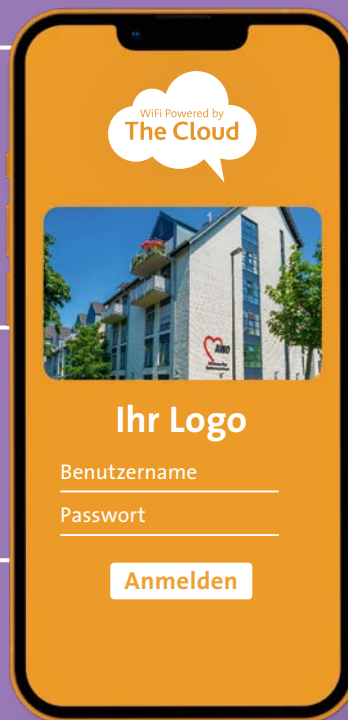 WiFi Powered by
The Cloud
AWO
Ihr Logo
Benutzername
Passwort
Anmelden